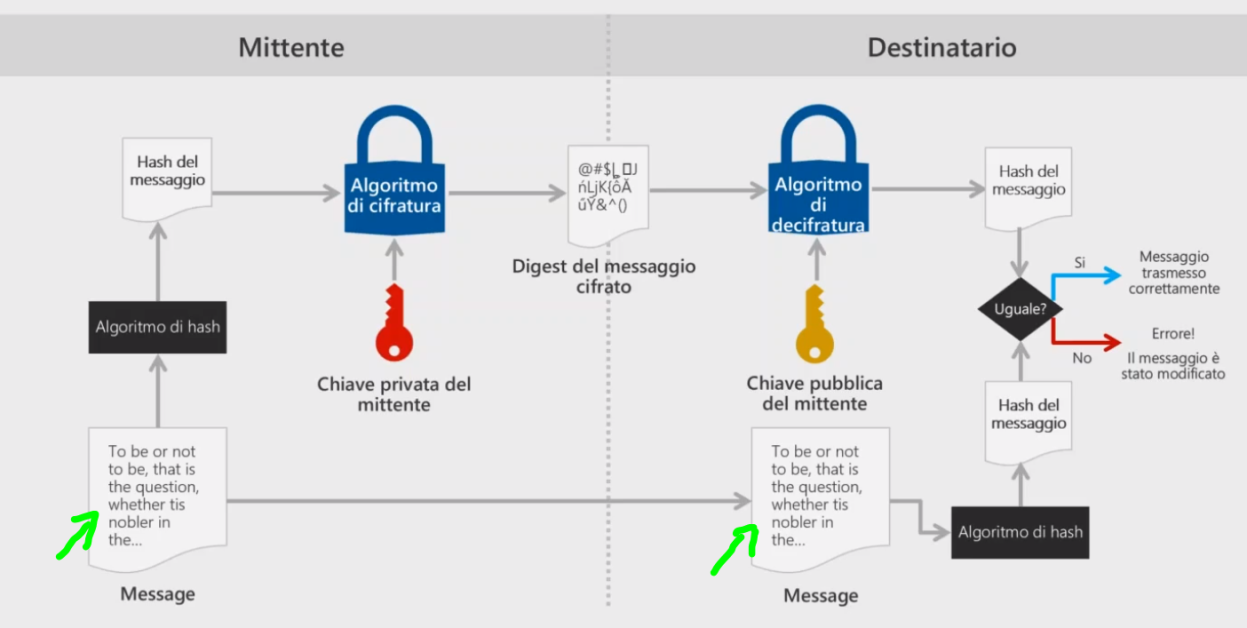 Mittente
Destinatario
Hash del
messaggio
Algoritmo
di cifratura
@#$[
Algoritmo
di
decifratura
Hash del
messaggio
Digest del messaggio
cifrato
Si
Messaggio
trasmesso
correttamente
Uguale?
No
Errore!
Il messaggio è
stato modificato
Algoritmo di hash
Chiave privata del
mittente
Chiave pubblica
del mittente
Hash del
messaggio
To be or not
to be, that is
the question,
whether tis
nobler in
the...
Message
To be or not
to be, that is
the question,
whether tis
nobler in
the...
Message
Algoritmo di hash